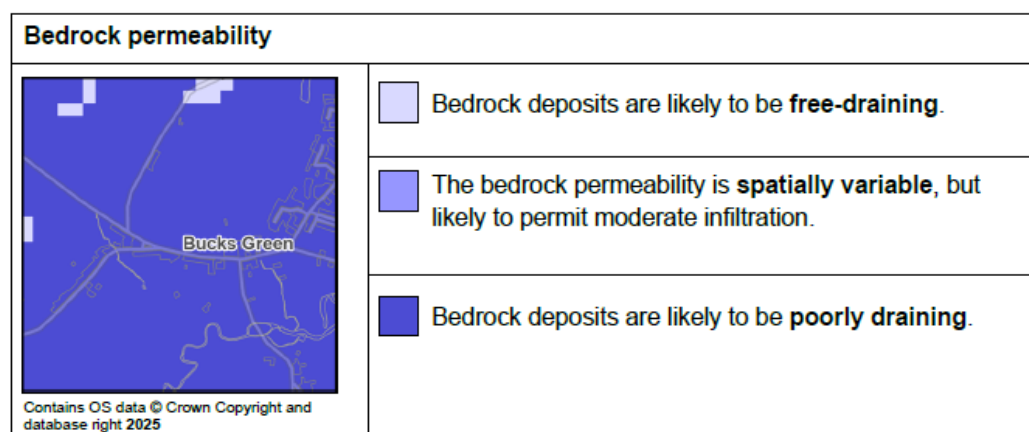 Bedrock permeability
Bucks Green
Contains OS data © Crown Copyright and
database right 2025
Bedrock deposits are likely to be free-draining.
The bedrock permeability is spatially variable, but
likely to permit moderate infiltration.
Bedrock deposits are likely to be poorly draining.